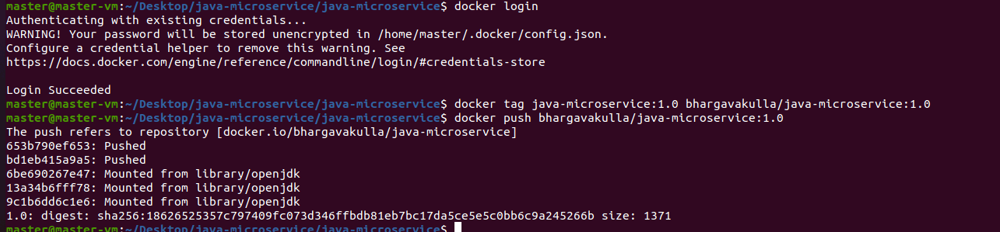 master@master-vm:~/Desktop/java-microservice/java-microservice$ docker login
Authenticating with existing credentials...
WARNING! Your password will be stored unencrypted in /home/master/.docker/config.json.
Configure a credential helper to remove this warning. See
https://docs.docker.com/engine/reference/commandline/login/#credentials-store

Login Succeeded
master@master-vm:~/Desktop/java-microservice/java-microservice$ docker tag java-microservice:1.0 bhargavakulla/java-microservice:1.0
master@master-vm:~/Desktop/java-microservice/java-microservice$ docker push bhargavakulla/java-microservice:1.0
The push refers to repository [docker.io/bhargavakulla/java-microservice]
653b790ef653: Pushed
bd1eb415a9a5: Pushed
6be690267e47: Mounted from library/openjdk
13a34b6fff78: Mounted from library/openjdk
9c1b6dd6c1e6: Mounted from library/openjdk
1.0: digest: sha256:18626525357c797409fc073d346ffbdb81eb7bc17da5ce5e5c0bb6c9a245266b size: 1371
master@master-vm:~/Desktop/java-microservice/java-microservice$